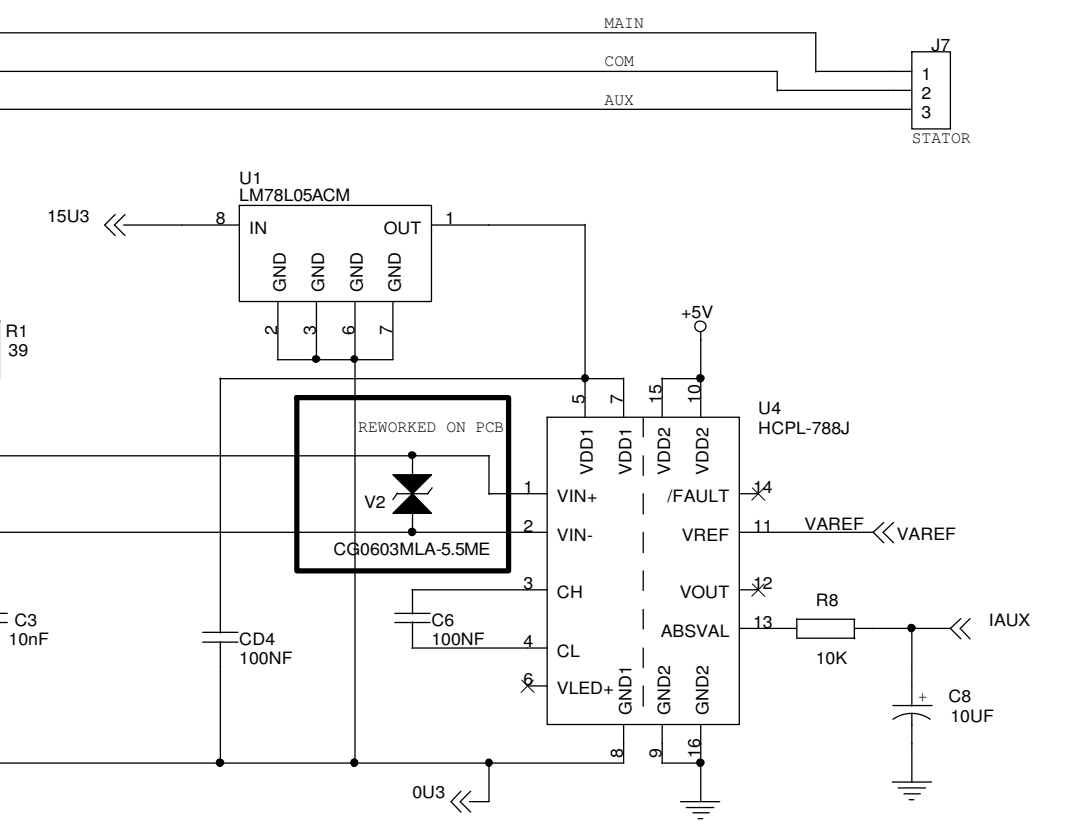 MAIN
J7
COM
1
2
AUX
3
STATOR
U1
LM78L05ACM
15U3
8
IN
OUT
1
GND
GND
GND
GND
2
3
6
7
R1
39
+5V
5
7
15
10
U4
HCPL-788J
REWORKED ON PCB
VDD1
VDD1
VDD2
VDD2
V2
1
VIN+
/FAULT
14
2
VIN-
VREF
11
VAREF
VAREF
CG0603MLA-5.5ME
3
CH
VOUT
12
C3
10nF
C6
100NF
R8
4
CL
ABSVAL
13
IAUX
CD4
100NF
10K
6
VLED+
GND1
GND2
GND2
+
C8
10UF
8
9
16
0U3